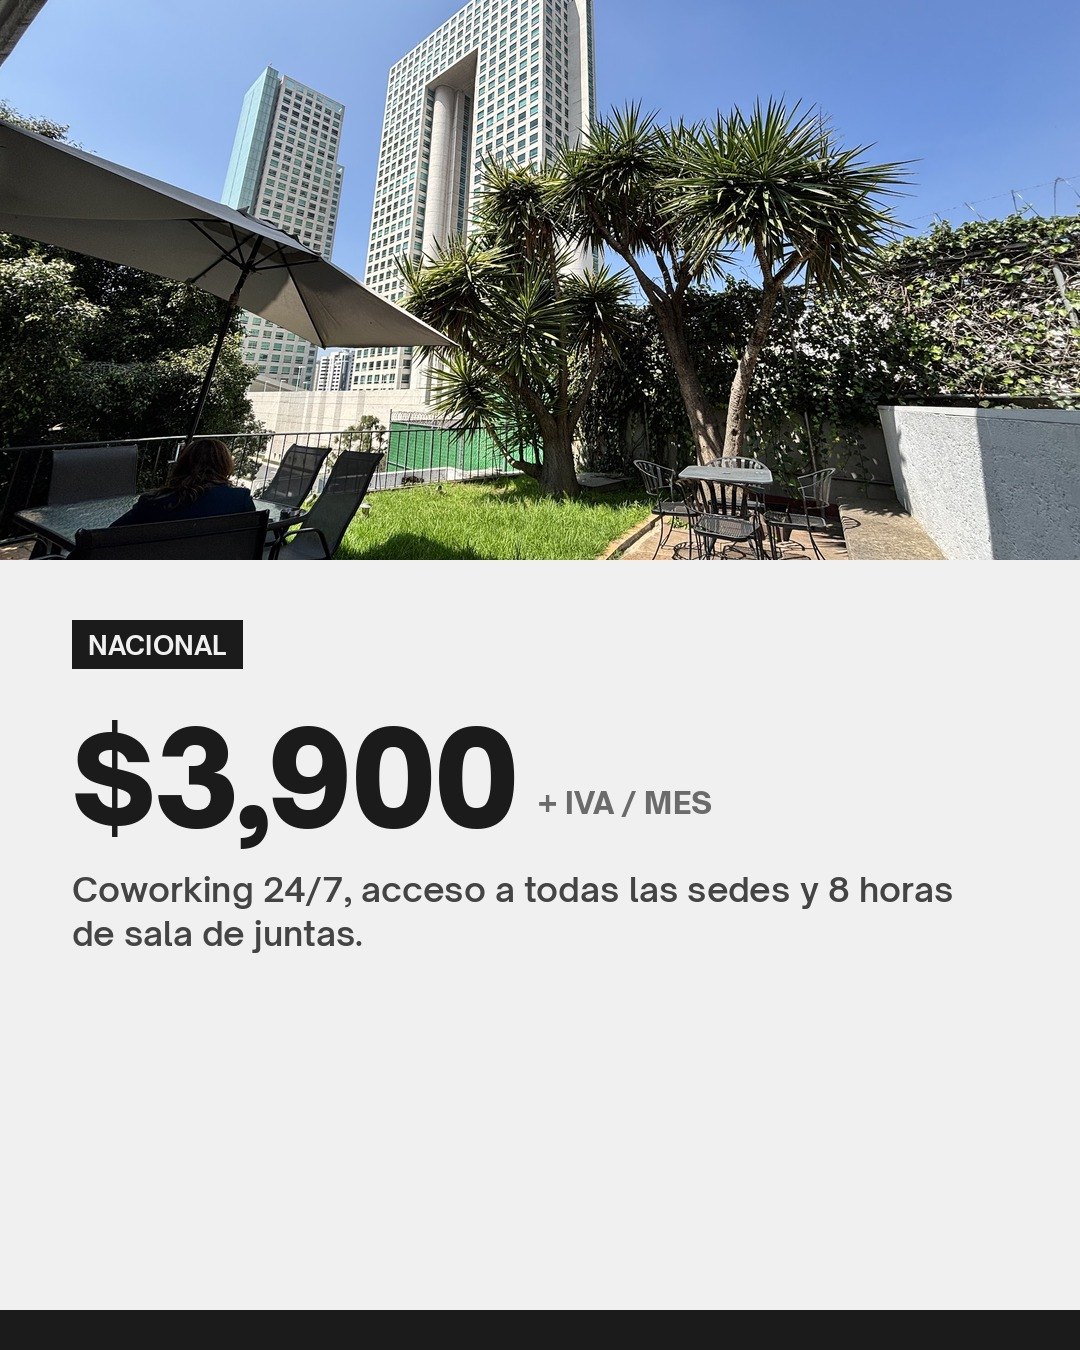 NACIONAL
$3,900 + IVA / MES
Coworking 24/7, acceso a todas las sedes y 8 horas
de sala de juntas.